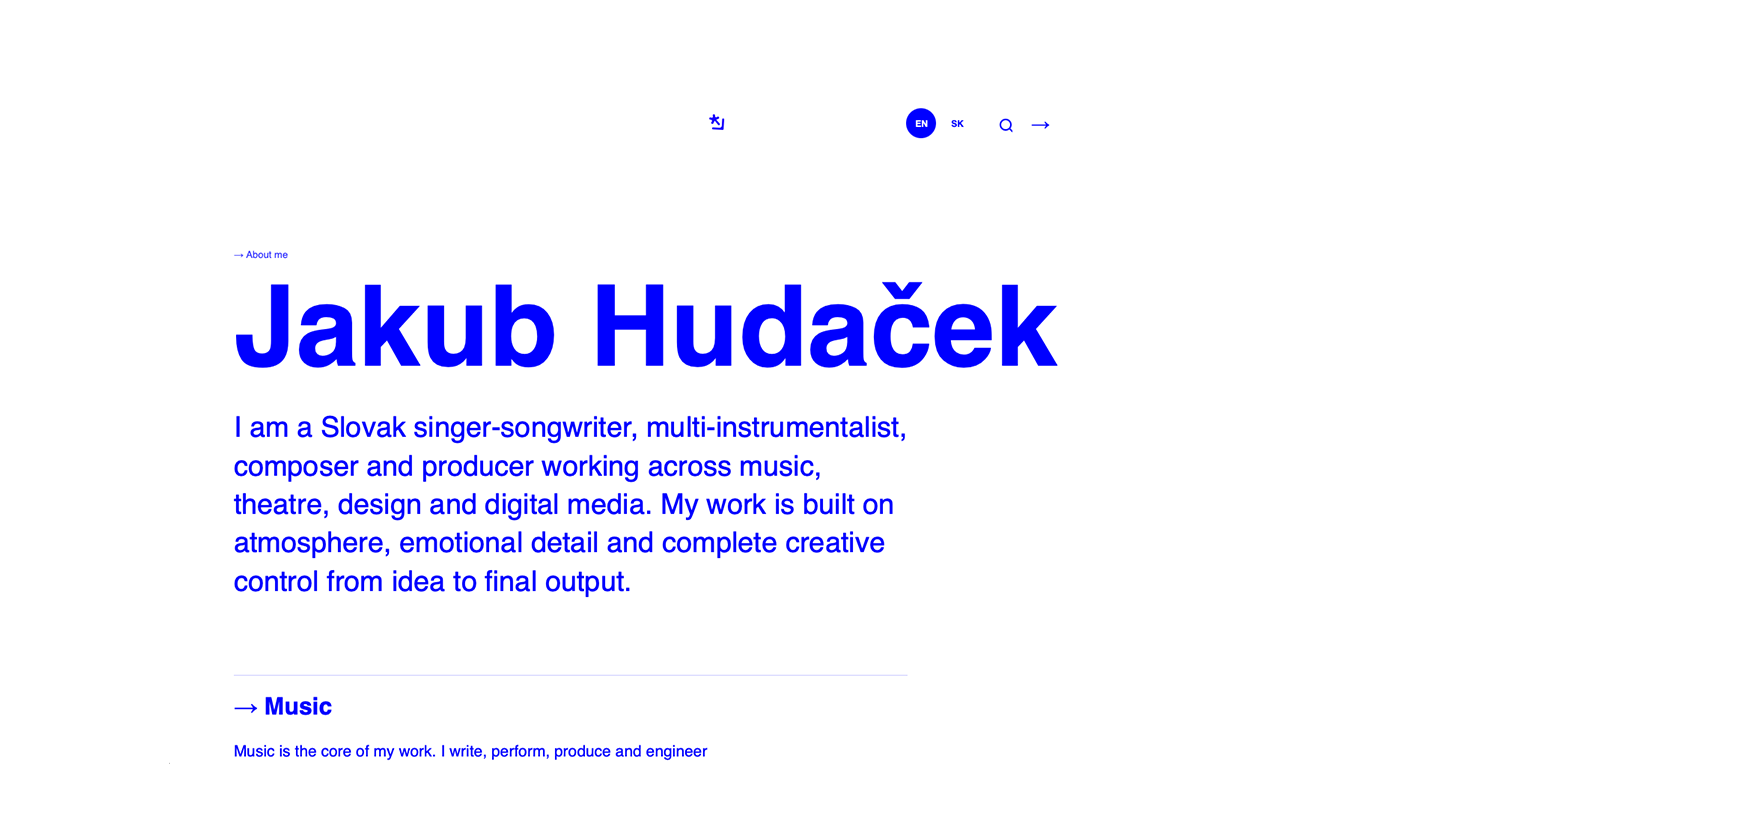 EN SK →
→ About me
Jakub Hudaček
I am a Slovak singer-songwriter, multi-instrumentalist,
composer and producer working across music,
theatre, design and digital media. My work is built on
atmosphere, emotional detail and complete creative
control from idea to final output.
→ Music
Music is the core of my work. I write, perform, produce and engineer